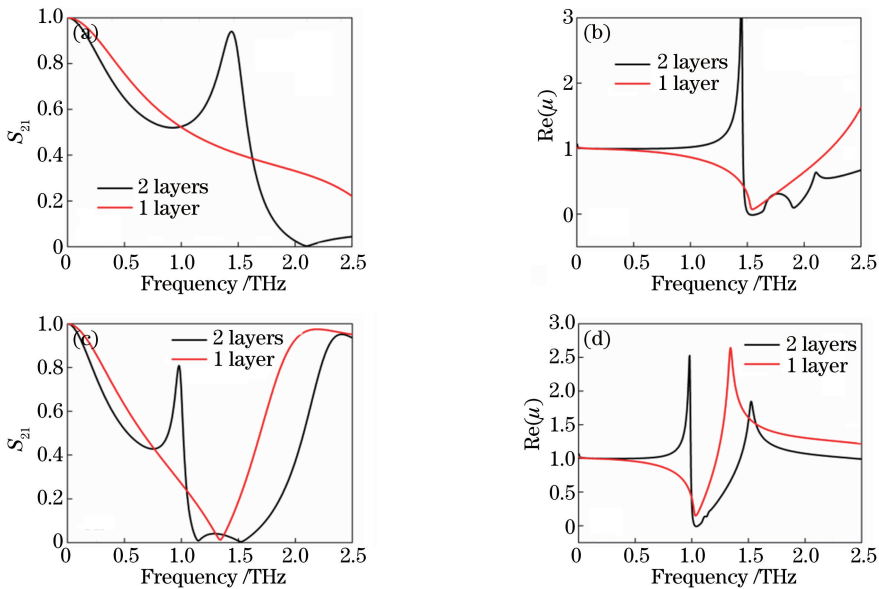 (a)
1.0
0.8
0.6
0.4
0.2
0
S21
2 layers
1 layer
0 0.5 1.0 1.5 2.0 2.5
Frequency /THz
(b)
3
2
1
0
Re(μ)
2 layers
1 layer
0 0.5 1.0 1.5 2.0 2.5
Frequency /THz
(c)
1.0
0.8
0.6
0.4
0.2
0
S21
2 layers
1 layer
0 0.5 1.0 1.5 2.0 2.5
Frequency /THz
(d)
3.0
2.5
2.0
1.5
1.0
0.5
0
Re(μ)
2 layers
1 layer
0 0.5 1.0 1.5 2.0 2.5
Frequency /THz